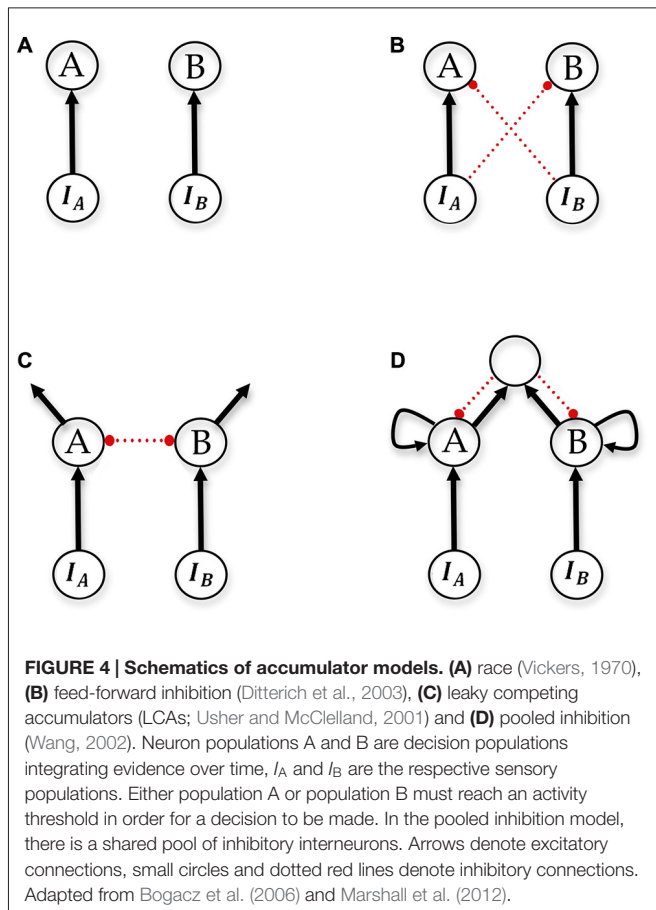 A
B
A
B
A
B
I_A
I_B
I_A
I_B
C
D
A
B
A
B
I_A
I_B
I_A
I_B
FIGURE 4 | Schematics of accumulator models. (A) race (Vickers, 1970),
(B) feed-forward inhibition (Ditterich et al., 2003), (C) leaky competing
accumulators (LCAs; Usher and McClelland, 2001) and (D) pooled inhibition
(Wang, 2002). Neuron populations A and B are decision populations
integrating evidence over time, I_A and I_B are the respective sensory
populations. Either population A or population B must reach an activity
threshold in order for a decision to be made. In the pooled inhibition model,
there is a shared pool of inhibitory interneurons. Arrows denote excitatory
connections, small circles and dotted red lines denote inhibitory connections.
Adapted from Bogacz et al. (2006) and Marshall et al. (2012).